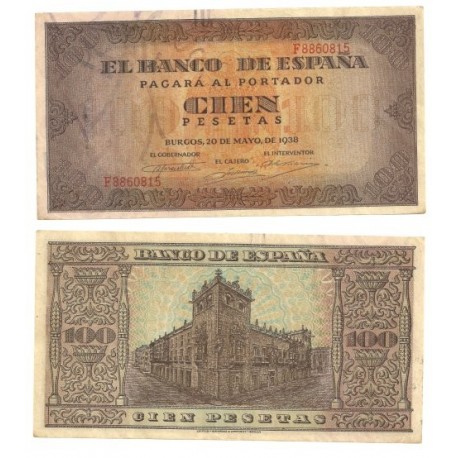 F8860815
EL BANCO DE ESPAÑA
PAGARÁ AL PORTADOR
CIEN
PESETAS
BURGOS, 20 DE MAYO, DE 1938
EL GOBERNADOR EL CAJERO EL INTERVENTOR
F8860815
BANCO DE ESPAÑA
100 100
CIEN PESETAS